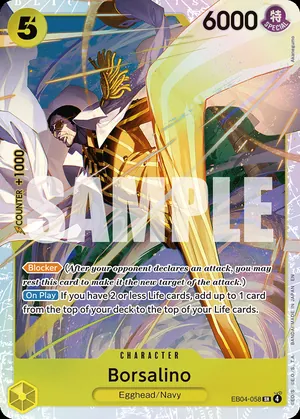 5
6000
特
SPECIAL
COUNTER +1000
SAMPLE
Blocker (After your opponent declares an attack, you may
rest this card to make it the new target of the attack.)
On Play If you have 2 or less Life cards, add up to 1 card
from the top of your deck to the top of your Life cards.
CHARACTER
Borsalino
Egghead/Navy
EB04-058 SR 4